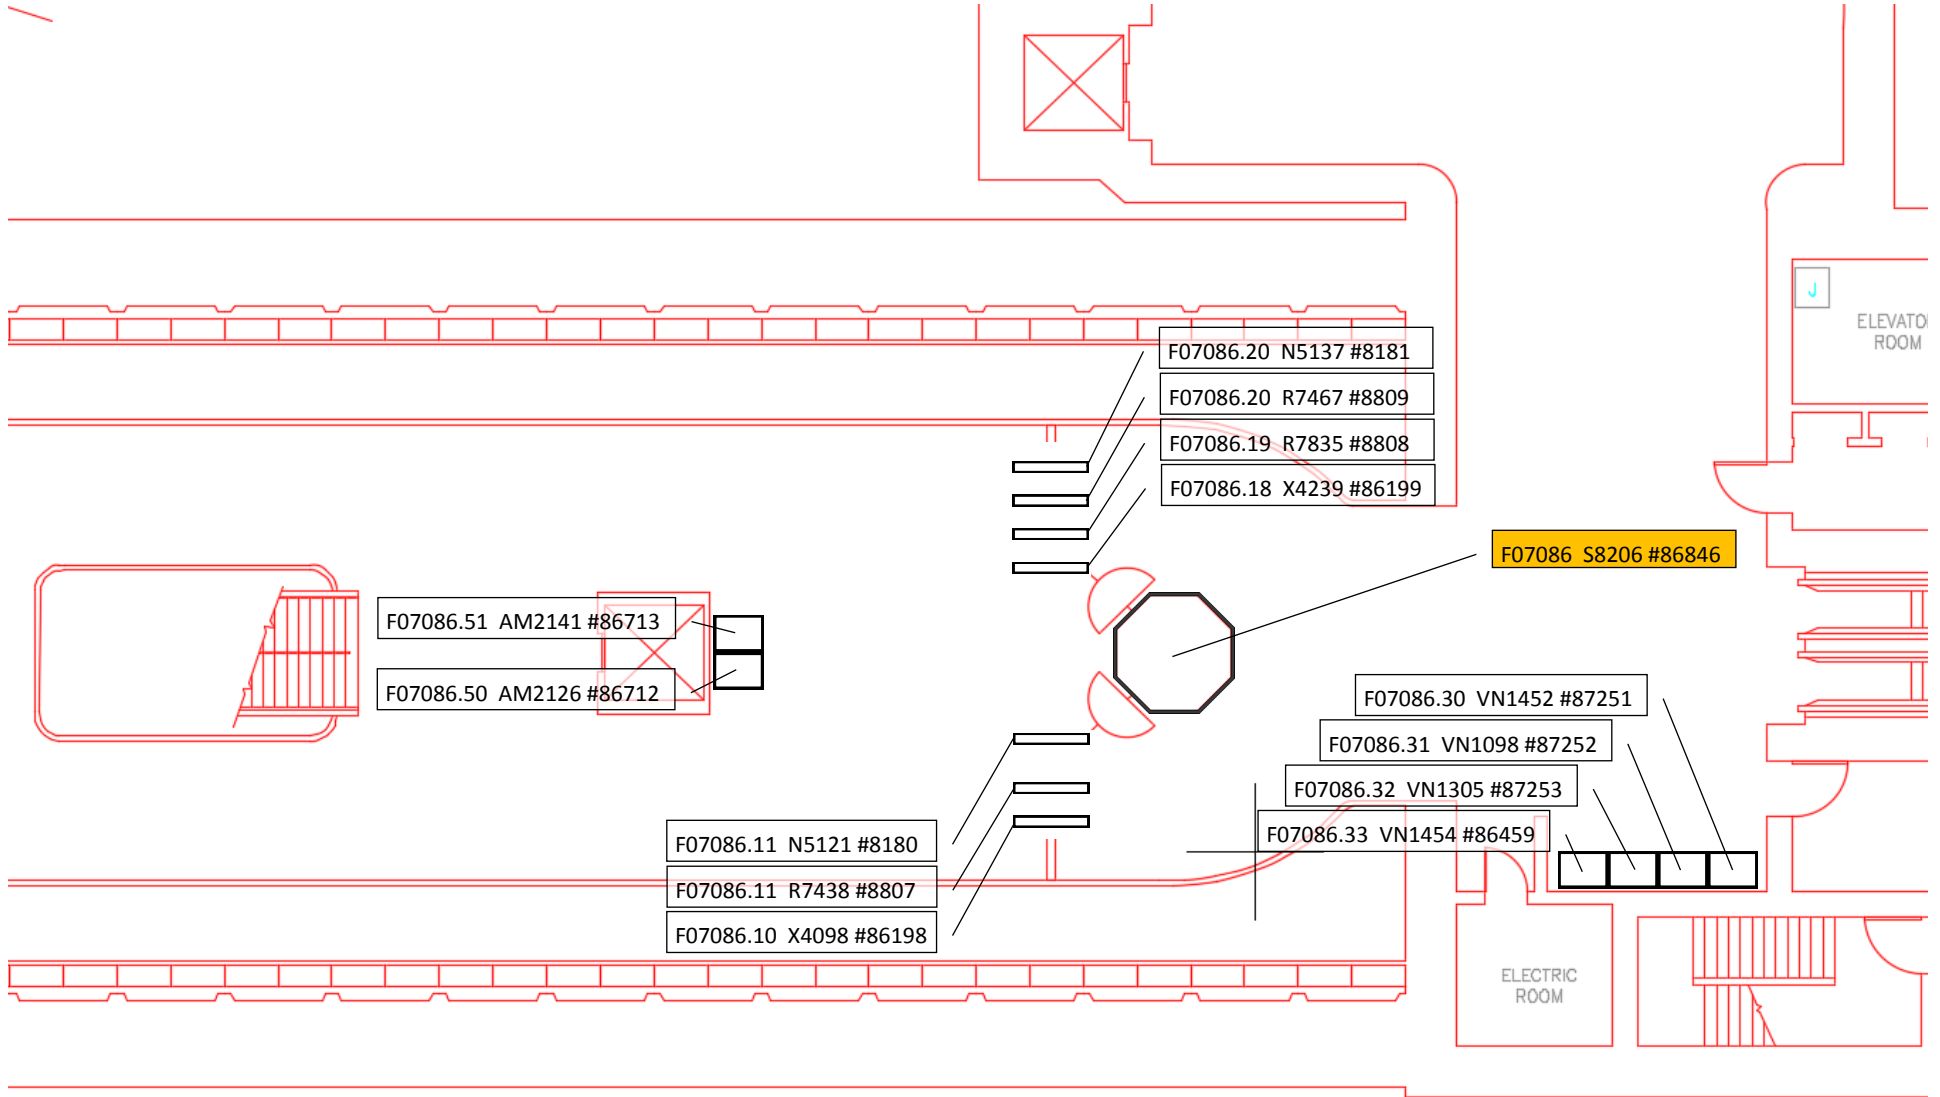 J
ELEVATO
ROOM
F07086.20 N5137 #8181
F07086.20 R7467 #8809
F07086.19 R7835 #8808
F07086.18 X4239 #86199
F07086 S8206 #86846
F07086.51 AM2141 #86713
F07086.50 AM2126 #86712
F07086.30 VN1452 #87251
F07086.31 VN1098 #87252
F07086.32 VN1305 #87253
F07086.33 VN1454 #86459
F07086.11 N5121 #8180
F07086.11 R7438 #8807
F07086.10 X4098 #86198
ELECTRIC
ROOM